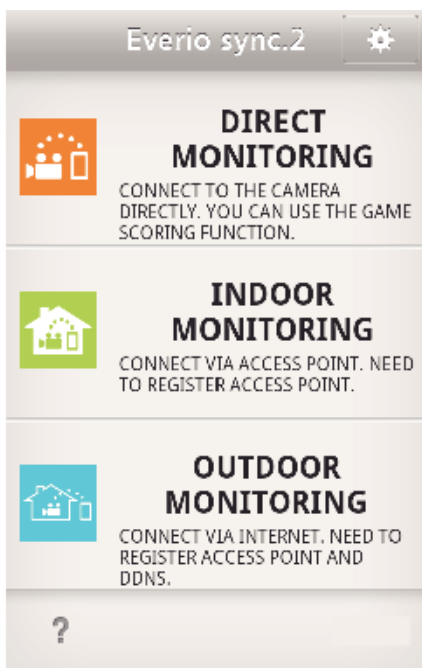 Everio sync.2
DIRECT
MONITORING
CONNECT TO THE CAMERA
DIRECTLY. YOU CAN USE THE GAME
SCORING FUNCTION.
INDOOR
MONITORING
CONNECT VIA ACCESS POINT. NEED
TO REGISTER ACCESS POINT.
OUTDOOR
MONITORING
CONNECT VIA INTERNET. NEED TO
REGISTER ACCESS POINT AND
DDNS.
?